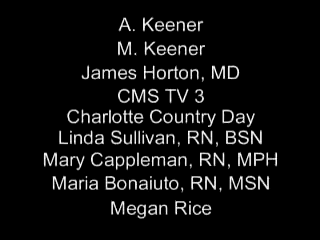 A. Keener
M. Keener
James Horton, MD
CMS TV 3
Charlotte Country Day
Linda Sullivan, RN, BSN
Mary Cappleman, RN, MPH
Maria Bonaiuto, RN, MSN
Megan Rice